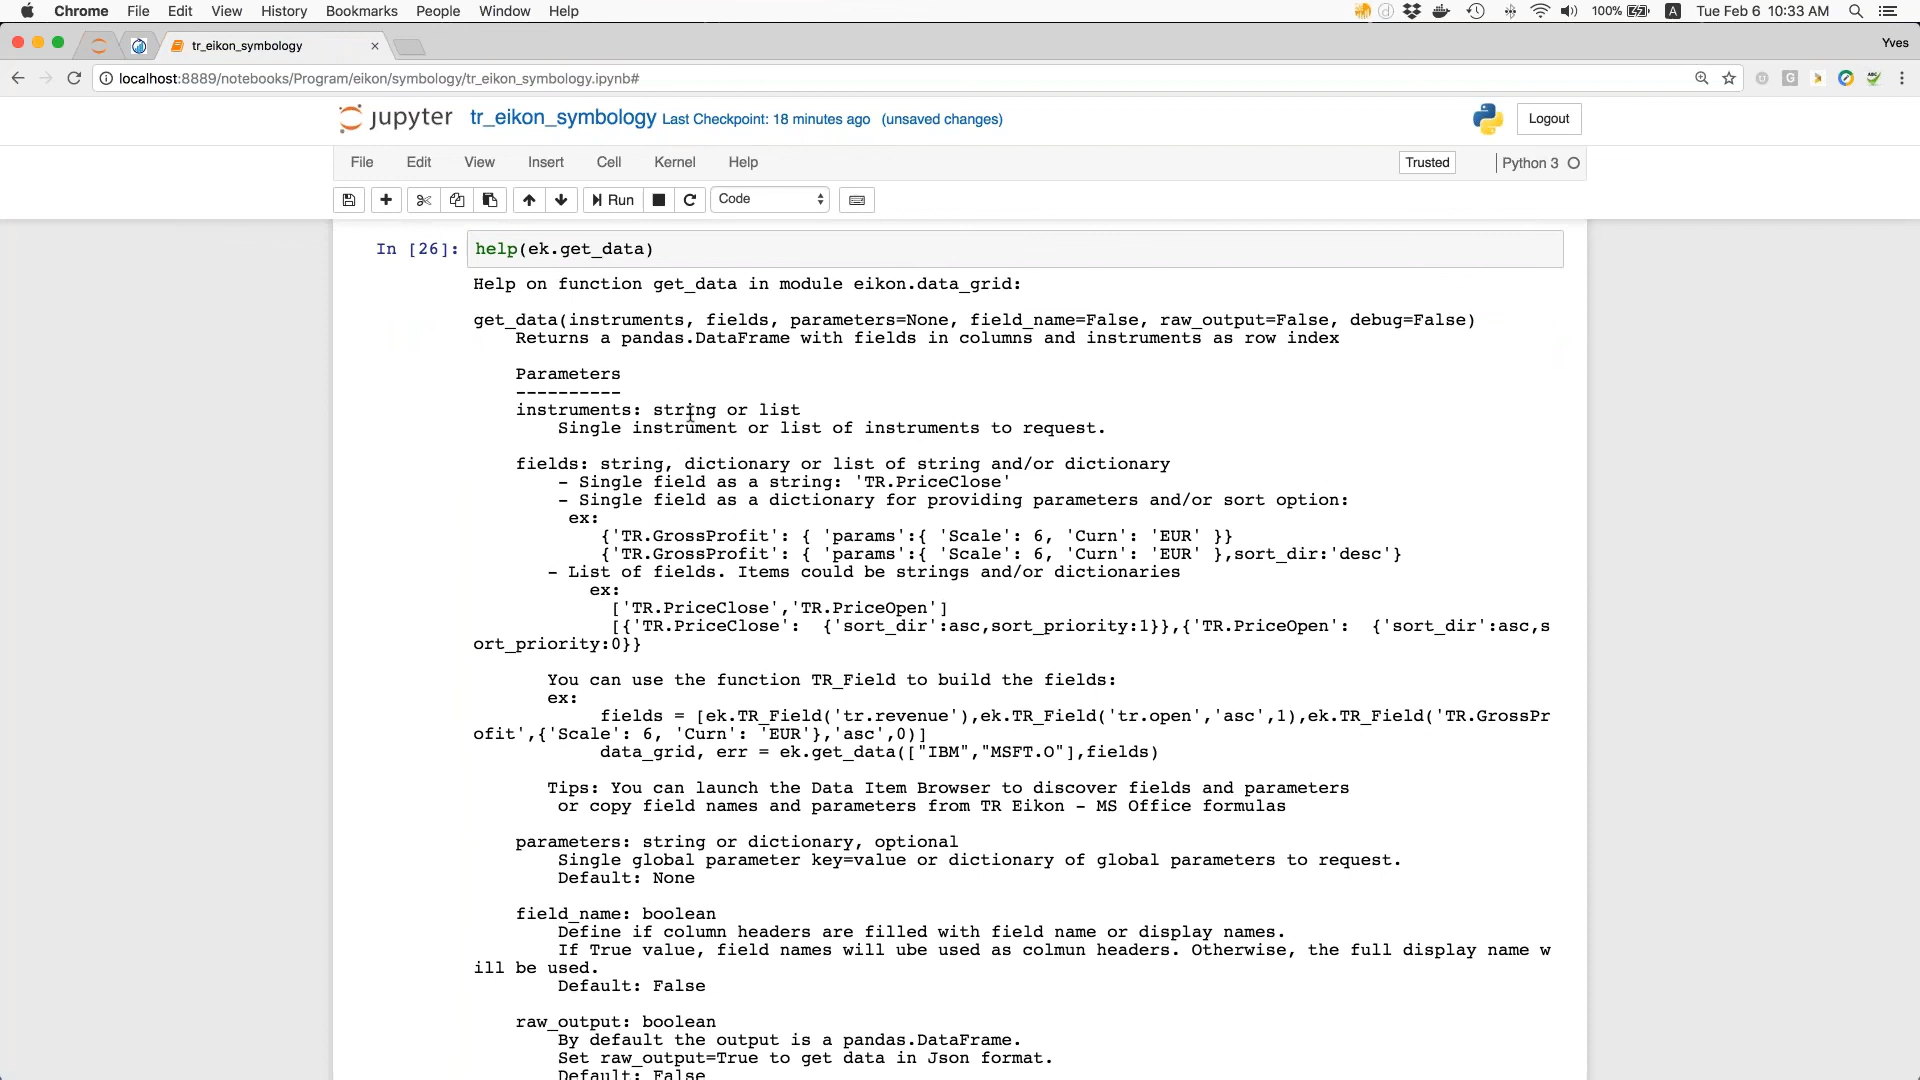 Chrome File Edit View History Bookmarks People Window Help 100% A Tue Feb 6 10:33 AM
tr_eikon_symbology Yves
localhost:8889/notebooks/Program/eikon/symbology/tr_eikon_symbology.ipynb#
jupyter tr_eikon_symbology Last Checkpoint: 18 minutes ago (unsaved changes) Logout
File Edit View Insert Cell Kernel Help Trusted Python 3
Run Code
In [26]: help(ek.get_data)
Help on function get_data in module eikon.data_grid:
get_data(instruments, fields, parameters=None, field_name=False, raw_output=False, debug=False)
Returns a pandas.DataFrame with fields in columns and instruments as row index
Parameters
----------
instruments: string or list
Single instrument or list of instruments to request.
fields: string, dictionary or list of string and/or dictionary
- Single field as a string: 'TR.PriceClose'
- Single field as a dictionary for providing parameters and/or sort option:
ex:
{'TR.GrossProfit': { 'params':{ 'Scale': 6, 'Curn': 'EUR' }}
{'TR.GrossProfit': { 'params':{ 'Scale': 6, 'Curn': 'EUR' },sort_dir:'desc'}
- List of fields. Items could be strings and/or dictionaries
ex:
['TR.PriceClose','TR.PriceOpen']
[{'TR.PriceClose':  {'sort_dir':asc,sort_priority:1}},{'TR.PriceOpen':  {'sort_dir':asc,s
ort_priority:0}}
You can use the function TR_Field to build the fields:
ex:
fields = [ek.TR_Field('tr.revenue'),ek.TR_Field('tr.open','asc',1),ek.TR_Field('TR.GrossPr
ofit',{'Scale': 6, 'Curn': 'EUR'},'asc',0)]
data_grid, err = ek.get_data(["IBM","MSFT.O"],fields)
Tips: You can launch the Data Item Browser to discover fields and parameters
or copy field names and parameters from TR Eikon - MS Office formulas
parameters: string or dictionary, optional
Single global parameter key=value or dictionary of global parameters to request.
Default: None
field_name: boolean
Define if column headers are filled with field name or display names.
If True value, field names will ube used as colmun headers. Otherwise, the full display name w
ill be used.
Default: False
raw_output: boolean
By default the output is a pandas.DataFrame.
Set raw_output=True to get data in Json format.
Default: False